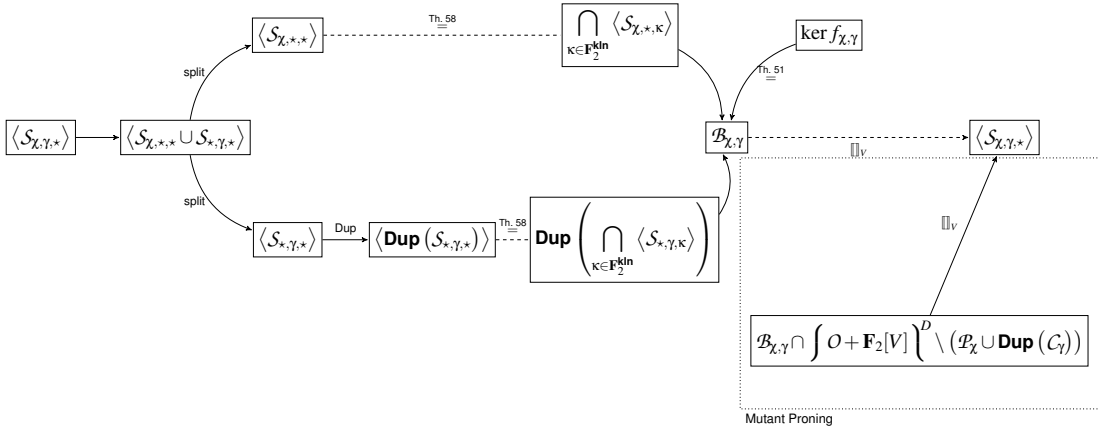 ⟨S_{χ,⋆,⋆}⟩
Th. 58
=
⋂_{κ∈F_2^{kln}} ⟨S_{χ,⋆,κ}⟩
ker f_{χ,γ}
split
Th. 51
=
⟨S_{χ,γ,⋆}⟩
⟨S_{χ,⋆,⋆} ∪ S_{⋆,γ,⋆}⟩
B_{χ,γ}
[]_V
⟨S_{χ,γ,⋆}⟩
split
⟨S_{⋆,γ,⋆}⟩
Dup
⟨Dup (S_{⋆,γ,⋆})⟩
Th. 58
=
Dup ( ⋂_{κ∈F_2^{kln}} ⟨S_{⋆,γ,κ}⟩ )
[]_V
B_{χ,γ} ∩ ⎰ O + F_2[V] ⎱^D \ (P_χ ∪ Dup (C_γ))
Mutant Proning